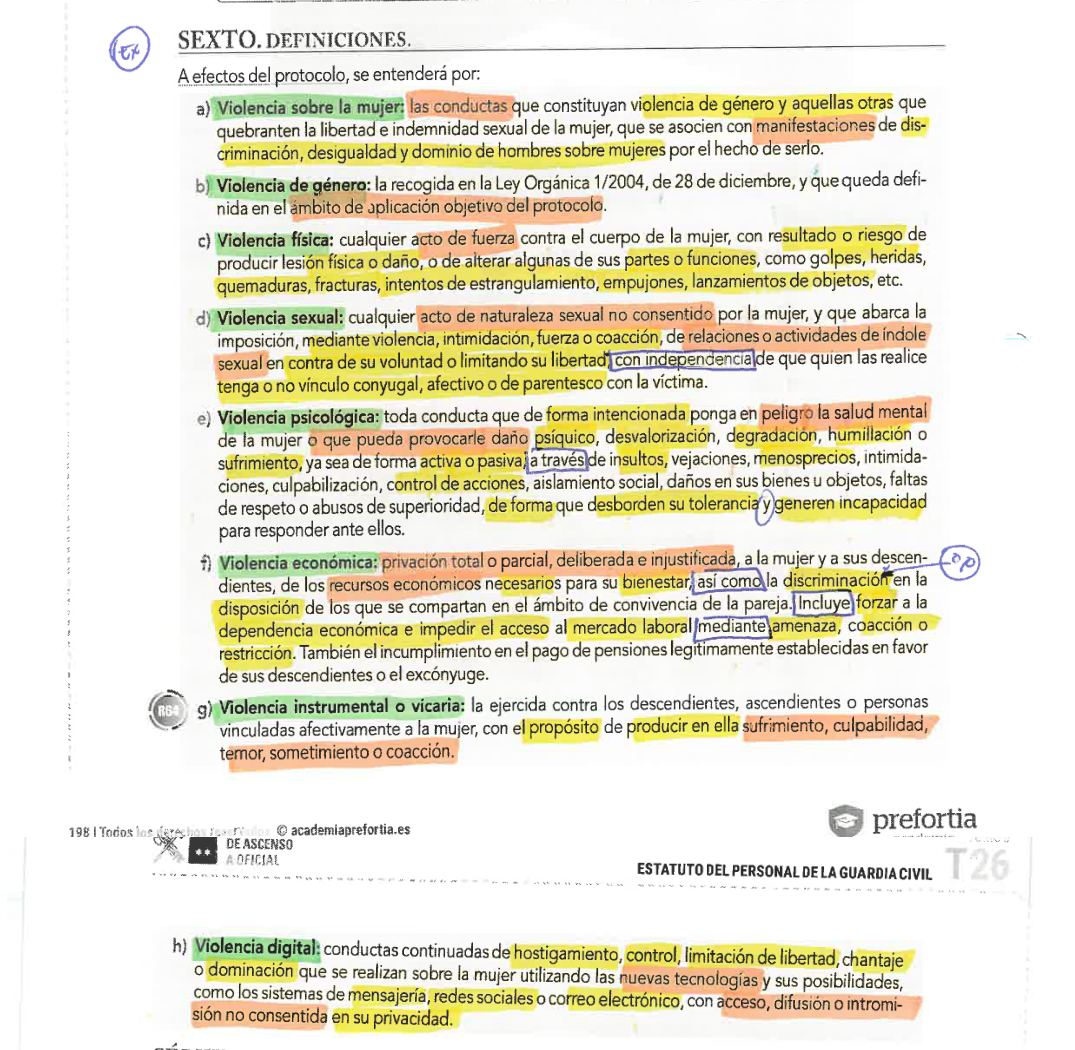 Ex
SEXTO. DEFINICIONES.
A efectos del protocolo, se entenderá por:
a) Violencia sobre la mujer: las conductas que constituyan violencia de género y aquellas otras que
quebranten la libertad e indemnidad sexual de la mujer, que se asocien con manifestaciones de dis-
criminación, desigualdad y dominio de hombres sobre mujeres por el hecho de serlo.
b) Violencia de género: la recogida en la Ley Orgánica 1/2004, de 28 de diciembre, y que queda defi-
nida en el ámbito de aplicación objetivo del protocolo.
c) Violencia física: cualquier acto de fuerza contra el cuerpo de la mujer, con resultado o riesgo de
producir lesión física o daño, o de alterar algunas de sus partes o funciones, como golpes, heridas,
quemaduras, fracturas, intentos de estrangulamiento, empujones, lanzamientos de objetos, etc.
d) Violencia sexual: cualquier acto de naturaleza sexual no consentido por la mujer, y que abarca la
imposición, mediante violencia, intimidación, fuerza o coacción, de relaciones o actividades de índole
sexual en contra de su voluntad o limitando su libertad, con independencia de que quien las realice
tenga o no vínculo conyugal, afectivo o de parentesco con la víctima.
e) Violencia psicológica: toda conducta que de forma intencionada ponga en peligro la salud mental
de la mujer o que pueda provocarle daño psíquico, desvalorización, degradación, humillación o
sufrimiento, ya sea de forma activa o pasiva, a través de insultos, vejaciones, menosprecios, intimida-
ciones, culpabilización, control de acciones, aislamiento social, daños en sus bienes u objetos, faltas
de respeto o abusos de superioridad, de forma que desborden su tolerancia y generen incapacidad
para responder ante ellos.
f) Violencia económica: privación total o parcial, deliberada e injustificada, a la mujer y a sus descen-
dientes, de los recursos económicos necesarios para su bienestar, así como la discriminación en la
disposición de los que se compartan en el ámbito de convivencia de la pareja. Incluye forzar a la
dependencia económica e impedir el acceso al mercado laboral mediante amenaza, coacción o
restricción. También el incumplimiento en el pago de pensiones legítimamente establecidas en favor
de sus descendientes o el excónyuge.
RG4
g) Violencia instrumental o vicaria: la ejercida contra los descendientes, ascendientes o personas
vinculadas afectivamente a la mujer, con el propósito de producir en ella sufrimiento, culpabilidad,
temor, sometimiento o coacción.
198 | Todos los derechos reservados © academiaprefortia.es
prefortia
DE ASCENSO
A OFICIAL
ESTATUTO DEL PERSONAL DE LA GUARDIA CIVIL T26
h) Violencia digital: conductas continuadas de hostigamiento, control, limitación de libertad, chantaje
o dominación que se realizan sobre la mujer utilizando las nuevas tecnologías y sus posibilidades,
como los sistemas de mensajería, redes sociales o correo electrónico, con acceso, difusión o intromi-
sión no consentida en su privacidad.